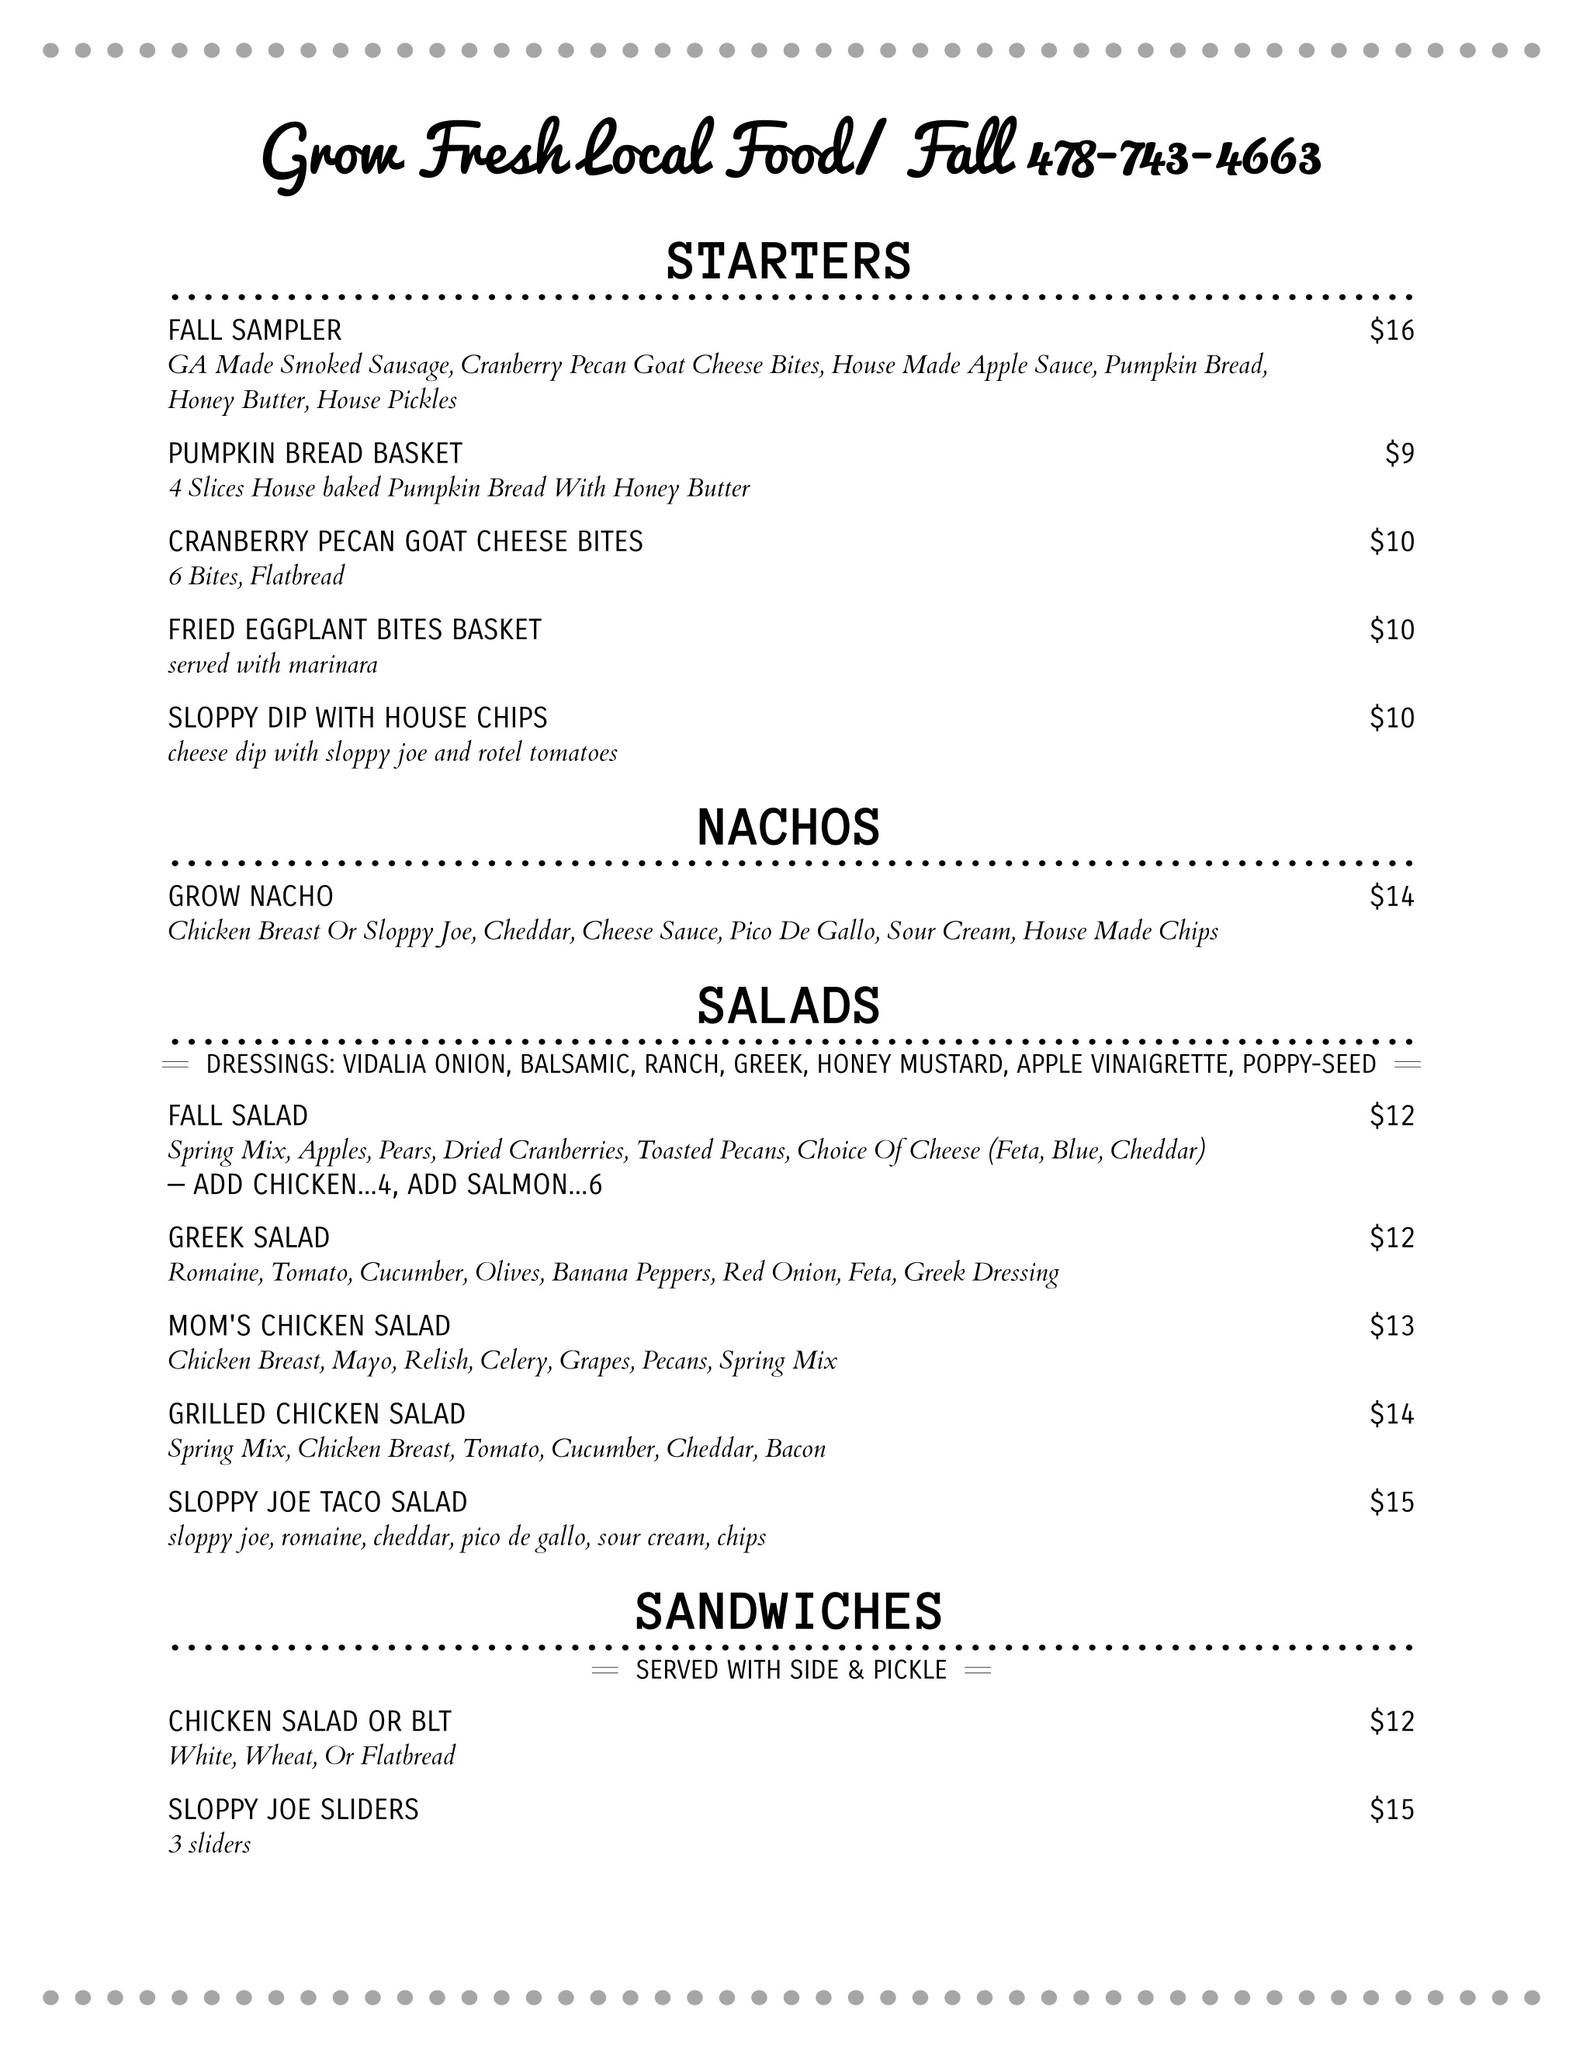 Grow Fresh Local Food/ Fall 478-743-4663
STARTERS
FALL SAMPLER $16
GA Made Smoked Sausage, Cranberry Pecan Goat Cheese Bites, House Made Apple Sauce, Pumpkin Bread,
Honey Butter, House Pickles
PUMPKIN BREAD BASKET $9
4 Slices House baked Pumpkin Bread With Honey Butter
CRANBERRY PECAN GOAT CHEESE BITES $10
6 Bites, Flatbread
FRIED EGGPLANT BITES BASKET $10
served with marinara
SLOPPY DIP WITH HOUSE CHIPS $10
cheese dip with sloppy joe and rotel tomatoes
NACHOS
GROW NACHO $14
Chicken Breast Or Sloppy Joe, Cheddar, Cheese Sauce, Pico De Gallo, Sour Cream, House Made Chips
SALADS
DRESSINGS: VIDALIA ONION, BALSAMIC, RANCH, GREEK, HONEY MUSTARD, APPLE VINAIGRETTE, POPPY-SEED
FALL SALAD $12
Spring Mix, Apples, Pears, Dried Cranberries, Toasted Pecans, Choice Of Cheese (Feta, Blue, Cheddar)
— ADD CHICKEN...4, ADD SALMON...6
GREEK SALAD $12
Romaine, Tomato, Cucumber, Olives, Banana Peppers, Red Onion, Feta, Greek Dressing
MOM'S CHICKEN SALAD $13
Chicken Breast, Mayo, Relish, Celery, Grapes, Pecans, Spring Mix
GRILLED CHICKEN SALAD $14
Spring Mix, Chicken Breast, Tomato, Cucumber, Cheddar, Bacon
SLOPPY JOE TACO SALAD $15
sloppy joe, romaine, cheddar, pico de gallo, sour cream, chips
SANDWICHES
SERVED WITH SIDE & PICKLE
CHICKEN SALAD OR BLT $12
White, Wheat, Or Flatbread
SLOPPY JOE SLIDERS $15
3 sliders